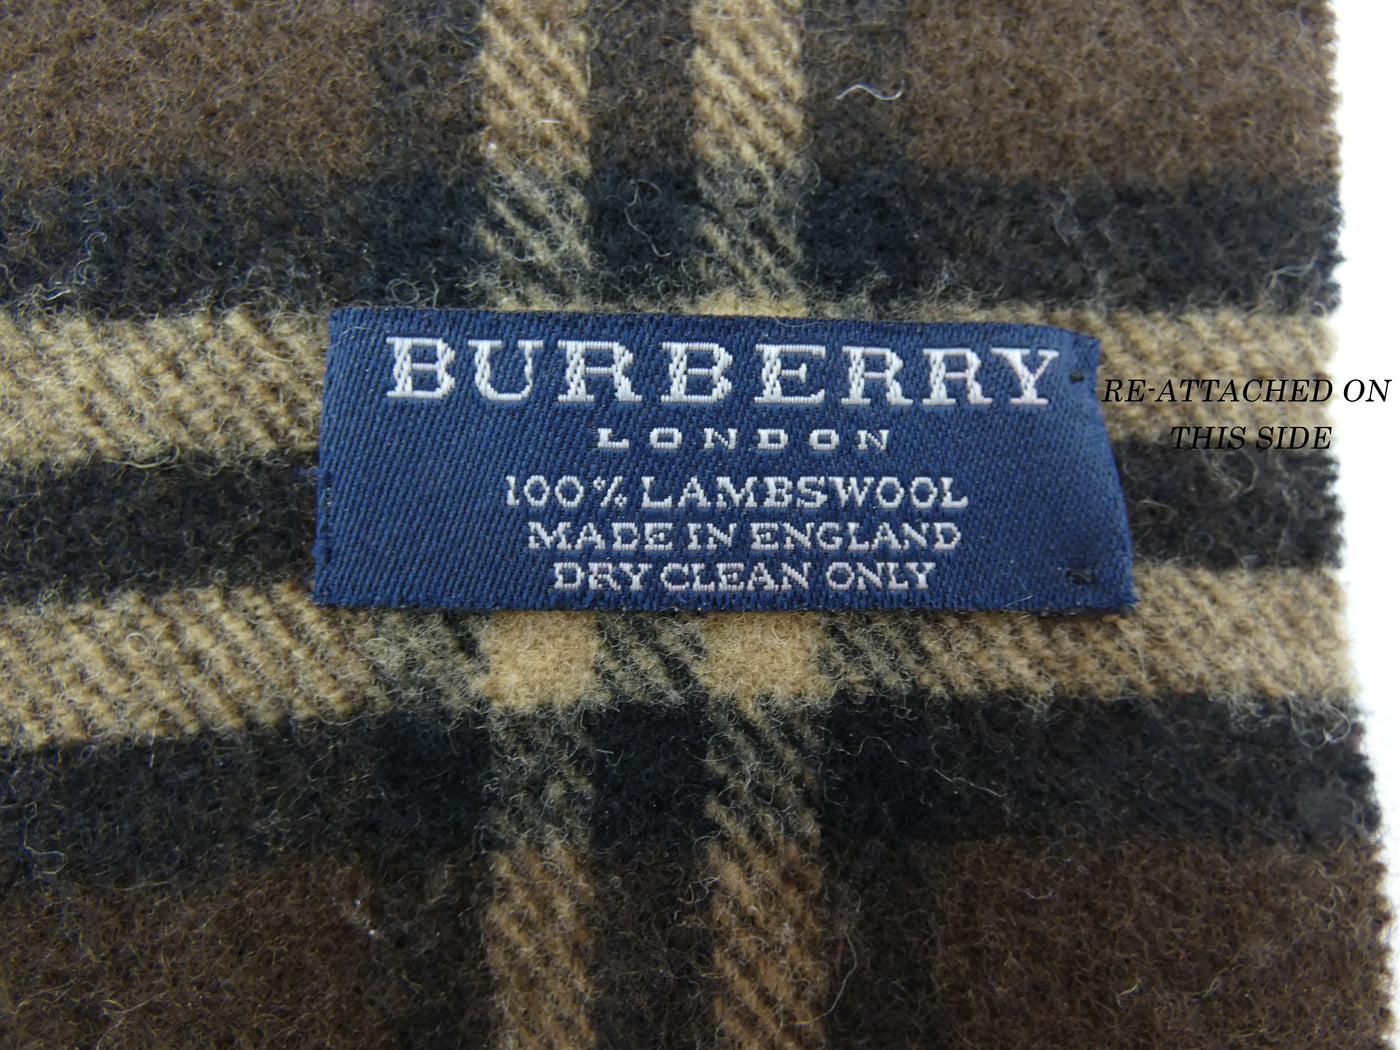 BURBERRY
LONDON
100% LAMBSWOOL
MADE IN ENGLAND
DRY CLEAN ONLY
RE-ATTACHED ON
THIS SIDE